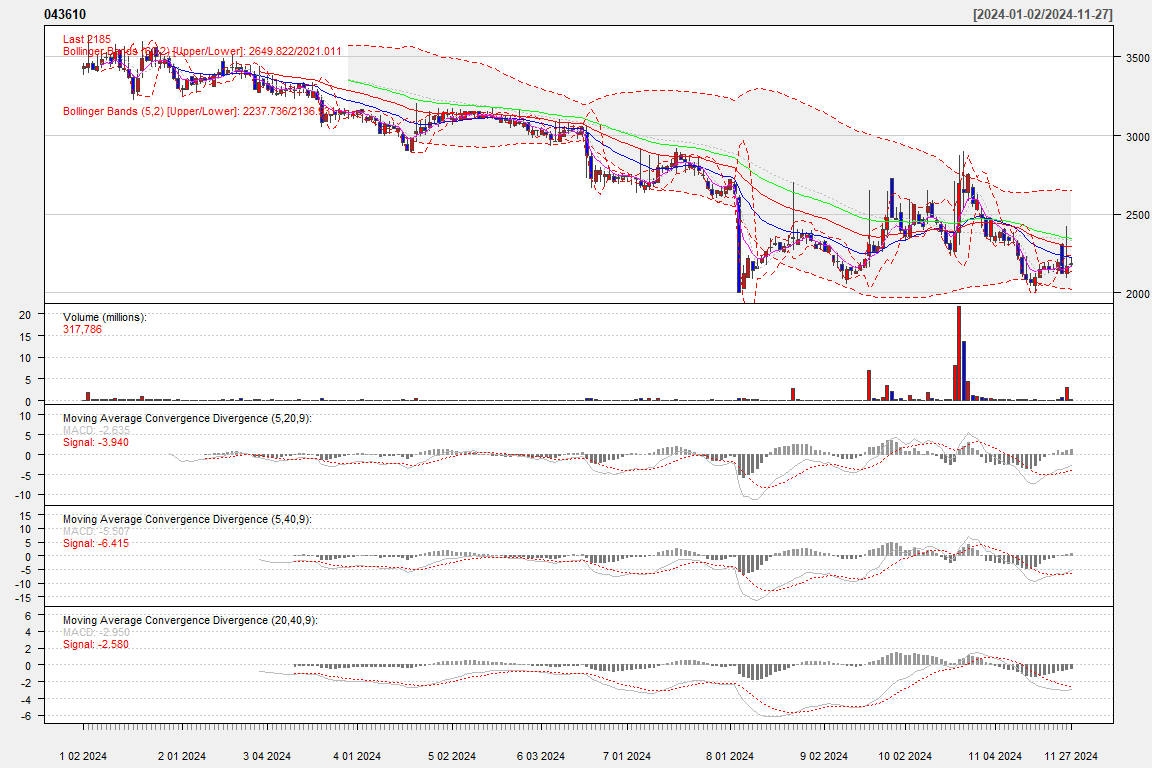 043610 [2024-01-02/2024-11-27]
Last 2185
Bollinger Bands (60,2) [Upper/Lower]: 2649.822/2021.011
Bollinger Bands (5,2) [Upper/Lower]:
3500
3000
2500
2000
Volume (millions):
317,786
20
15
10
5
0
Moving Average Convergence Divergence (5,20,9):
MACD: -2.635
Signal: -3.940
10
5
0
-5
-10
Moving Average Convergence Divergence (5,40,9):
MACD: -5.507
Signal: -6.415
15
10
5
0
-5
-10
-15
Moving Average Convergence Divergence (20,40,9):
MACD: -2.950
Signal: -2.580
6
4
2
0
-2
-4
-6
1 02 2024 2 01 2024 3 04 2024 4 01 2024 5 02 2024 6 03 2024 7 01 2024 8 01 2024 9 02 2024 10 02 2024 11 04 2024 11 27 2024